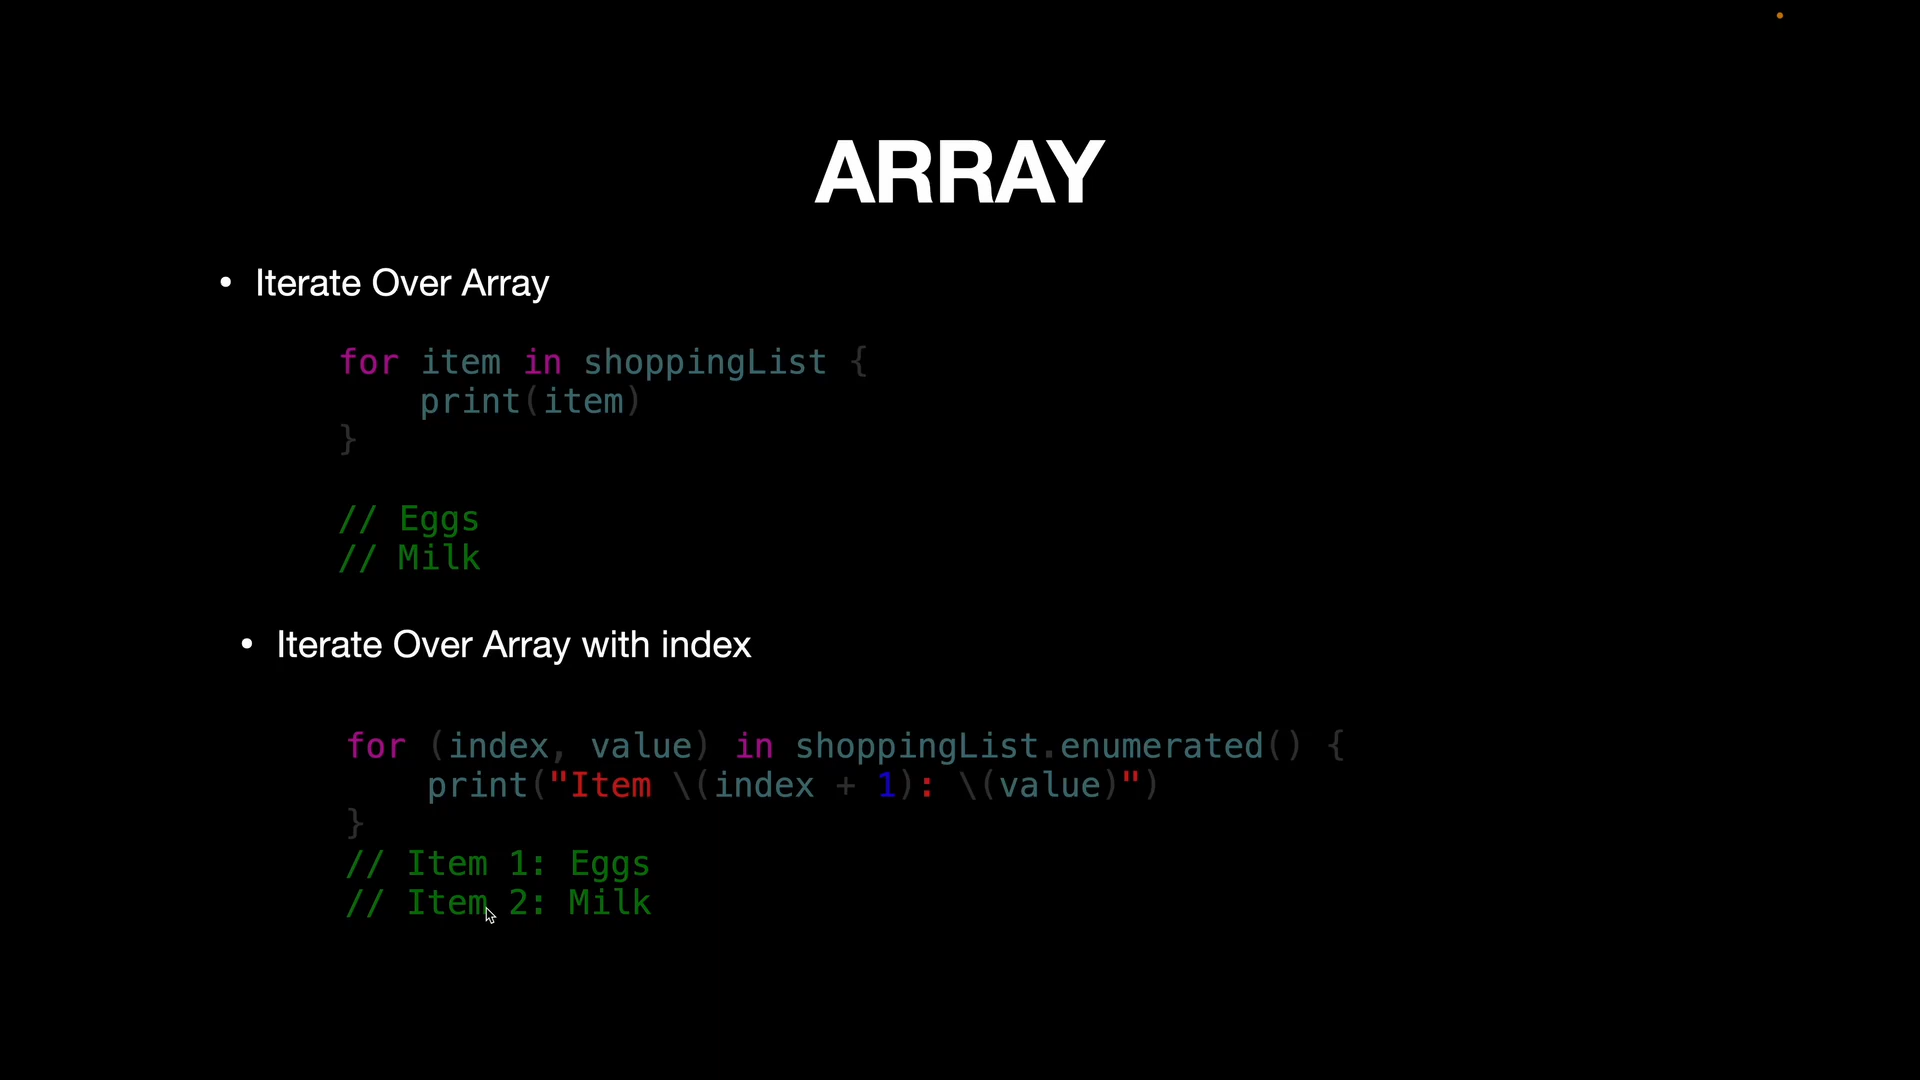 ARRAY
• Iterate Over Array
for item in shoppingList {
    print(item)
}
// Eggs
// Milk
• Iterate Over Array with index
for (index, value) in shoppingList.enumerated() {
    print("Item \(index + 1): \(value)")
}
// Item 1: Eggs
// Item 2: Milk